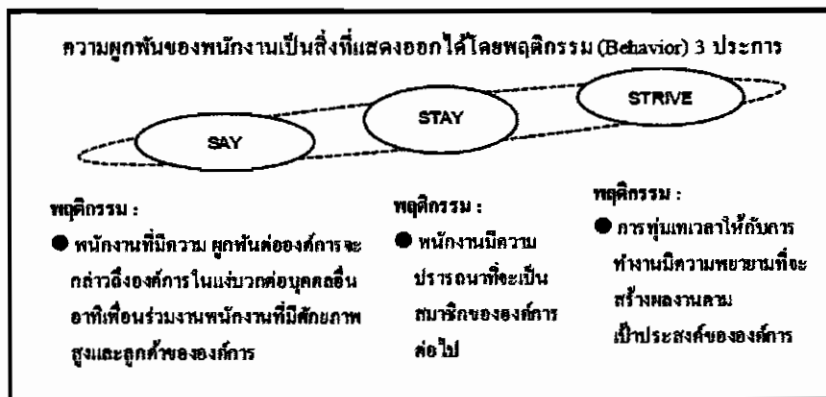 ความผูกพันของพนักงานเป็นสิ่งที่แสดงออกได้โดยพฤติกรรม (Behavior) 3 ประการ
SAY
STAY
STRIVE
พฤติกรรม :
● พนักงานที่มีความ ผูกพันต่อองค์การจะ
กล่าวถึงองค์การในแง่บวกต่อบุคคลอื่น
อาทิเพื่อนร่วมงานพนักงานที่มีศักยภาพ
สูงและลูกค้าขององค์การ
พฤติกรรม :
● พนักงานมีความ
ปรารถนาที่จะเป็น
สมาชิกขององค์การ
ต่อไป
พฤติกรรม :
● การทุ่มเทเวลาให้กับการ
ทำงานมีความพยายามที่จะ
สร้างผลงานตาม
เป้าประสงค์ขององค์การ